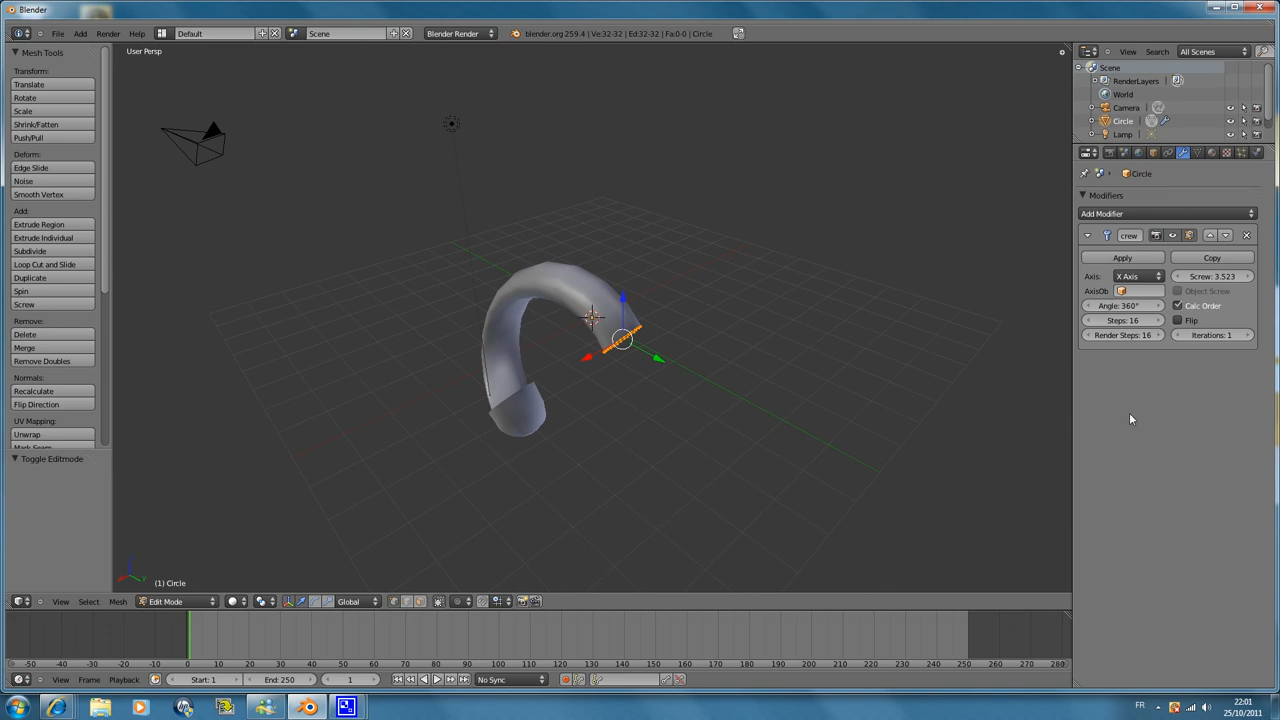 Blender
File Add Render Help Default Scene Blender Render blender.org 259.4 | Ve:32-32 | Ed:32-32 | Fa:0-0 | Circle
Mesh Tools
Transform:
Translate
Rotate
Scale
Shrink/Fatten
Push/Pull
Deform:
Edge Slide
Noise
Smooth Vertex
Add:
Extrude Region
Extrude Individual
Subdivide
Loop Cut and Slide
Duplicate
Spin
Screw
Remove:
Delete
Merge
Remove Doubles
Normals:
Recalculate
Flip Direction
UV Mapping:
Unwrap
Mark Seam
Toggle Editmode
User Persp
(1) Circle
View Select Mesh Edit Mode Global
View Search All Scenes
Scene
RenderLayers
World
Camera
Circle
Lamp
Circle
Modifiers
Add Modifier
crew
Apply Copy
Axis: X Axis Screw: 3.523
AxisOb Object Screw
Angle: 360° Calc Order
Steps: 16 Flip
Render Steps: 16 Iterations: 1
-50 -40 -30 -20 -10 0 10 20 30 40 50 60 70 80 90 100 110 120 130 140 150 160 170 180 190 200 210 220 230 240 250 260 270 280
View Frame Playback Start: 1 End: 250 1 No Sync
FR 22:01
25/10/2011